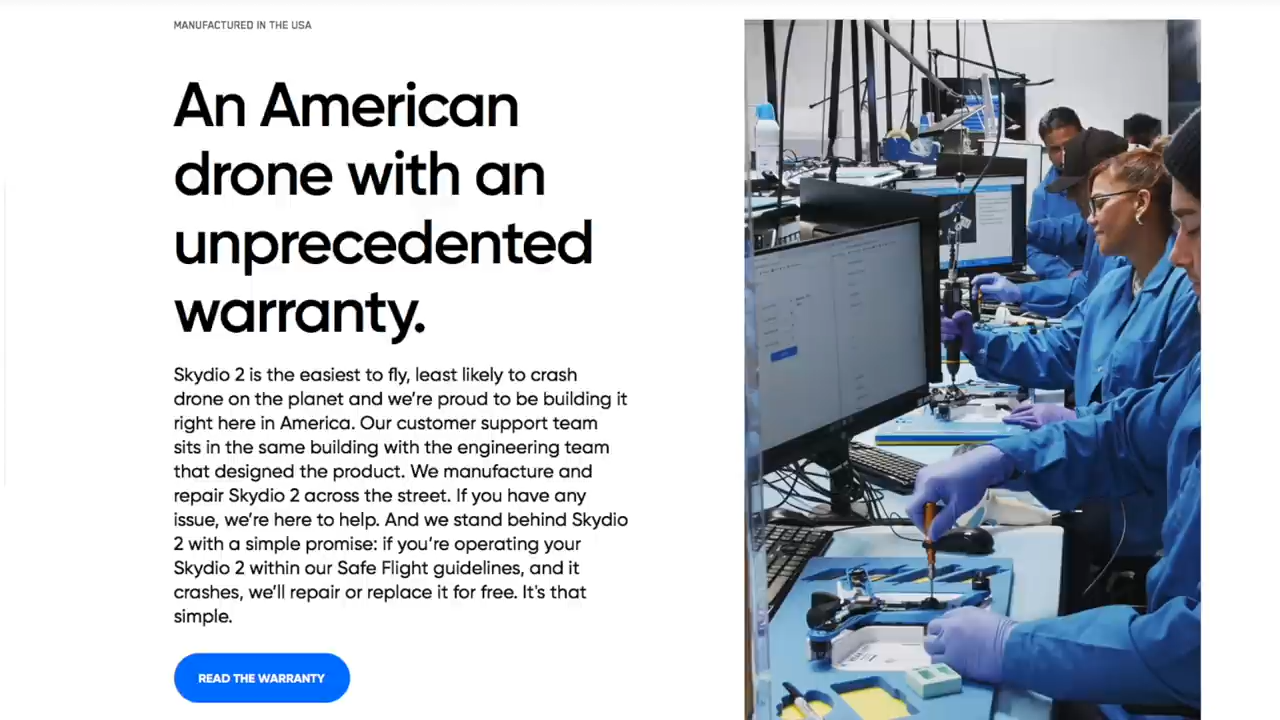 MANUFACTURED IN THE USA
An American
drone with an
unprecedented
warranty.
Skydio 2 is the easiest to fly, least likely to crash
drone on the planet and we’re proud to be building it
right here in America. Our customer support team
sits in the same building with the engineering team
that designed the product. We manufacture and
repair Skydio 2 across the street. If you have any
issue, we’re here to help. And we stand behind Skydio
2 with a simple promise: if you’re operating your
Skydio 2 within our Safe Flight guidelines, and it
crashes, we’ll repair or replace it for free. It's that
simple.
READ THE WARRANTY